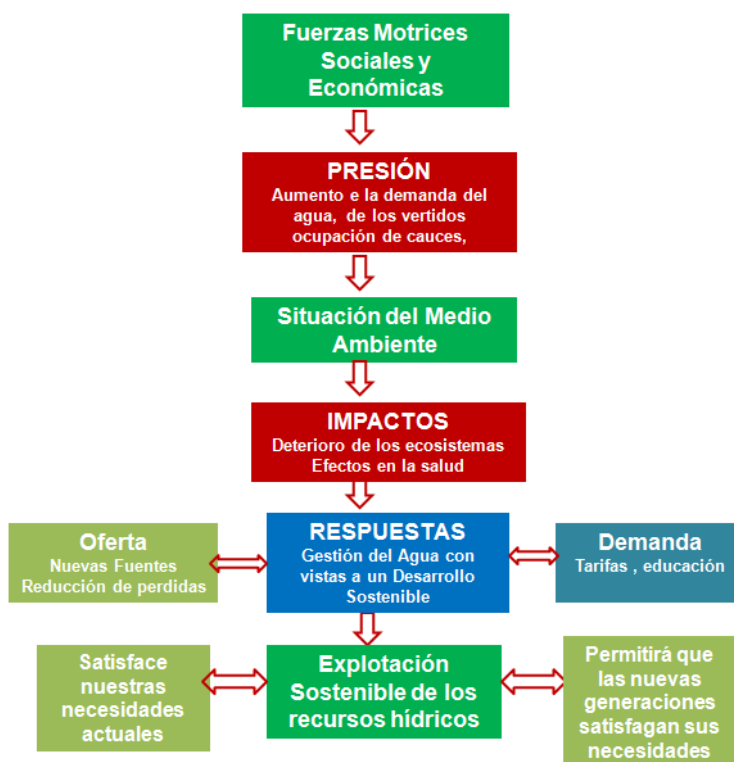 Fuerzas Motrices
Sociales y
Económicas
PRESIÓN
Aumento e la demanda del
agua, de los vertidos
ocupación de cauces,
Situación del Medio
Ambiente
IMPACTOS
Deterioro de los ecosistemas
Efectos en la salud
Oferta
Nuevas Fuentes
Reducción de perdidas
RESPUESTAS
Gestión del Agua con
vistas a un Desarrollo
Sostenible
Demanda
Tarifas , educación
Satisface
nuestras
necesidades
actuales
Explotación
Sostenible de los
recursos hídricos
Permitirá que
las nuevas
generaciones
satisfagan sus
necesidades